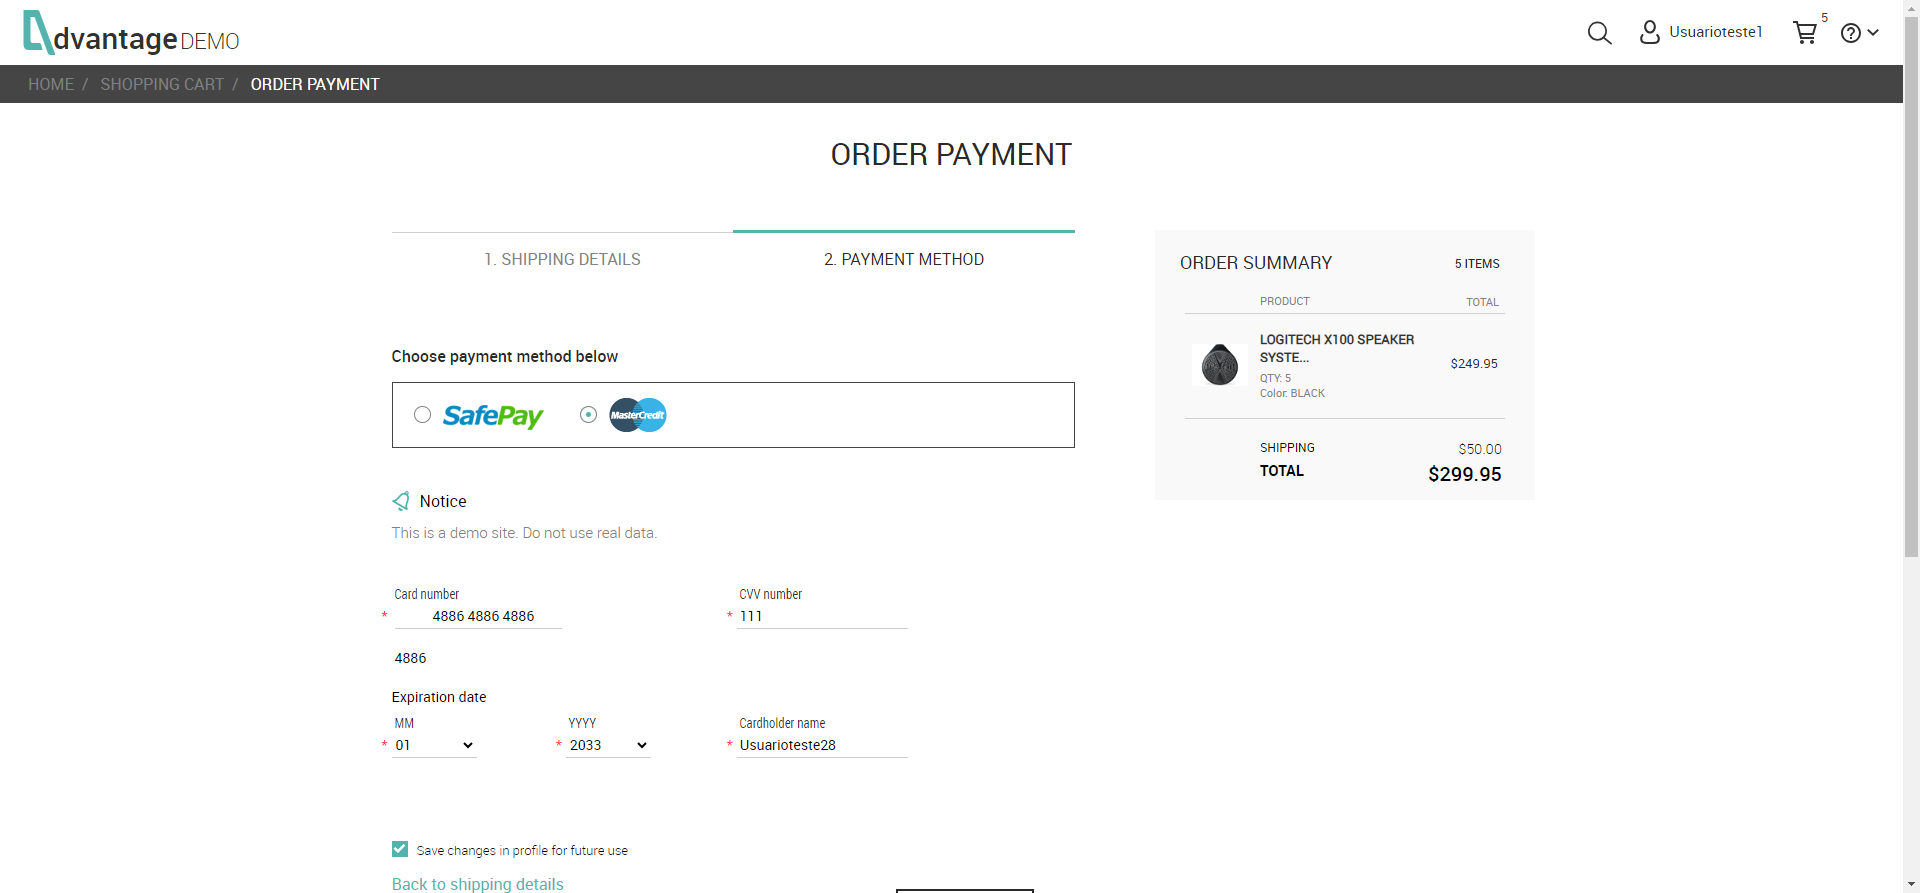 dvantage DEMO
Usuarioteste1
5
HOME / SHOPPING CART / ORDER PAYMENT
ORDER PAYMENT
1. SHIPPING DETAILS
2. PAYMENT METHOD
Choose payment method below
SafePay
MasterCredit
Notice
This is a demo site. Do not use real data.
Card number
* 4886 4886 4886
4886
CVV number
* 111
Expiration date
MM
* 01
YYYY
* 2033
Cardholder name
* Usuarioteste28
Save changes in profile for future use
Back to shipping details
ORDER SUMMARY
5 ITEMS
PRODUCT TOTAL
LOGITECH X100 SPEAKER
SYSTE...
$249.95
QTY: 5
Color: BLACK
SHIPPING $50.00
TOTAL $299.95